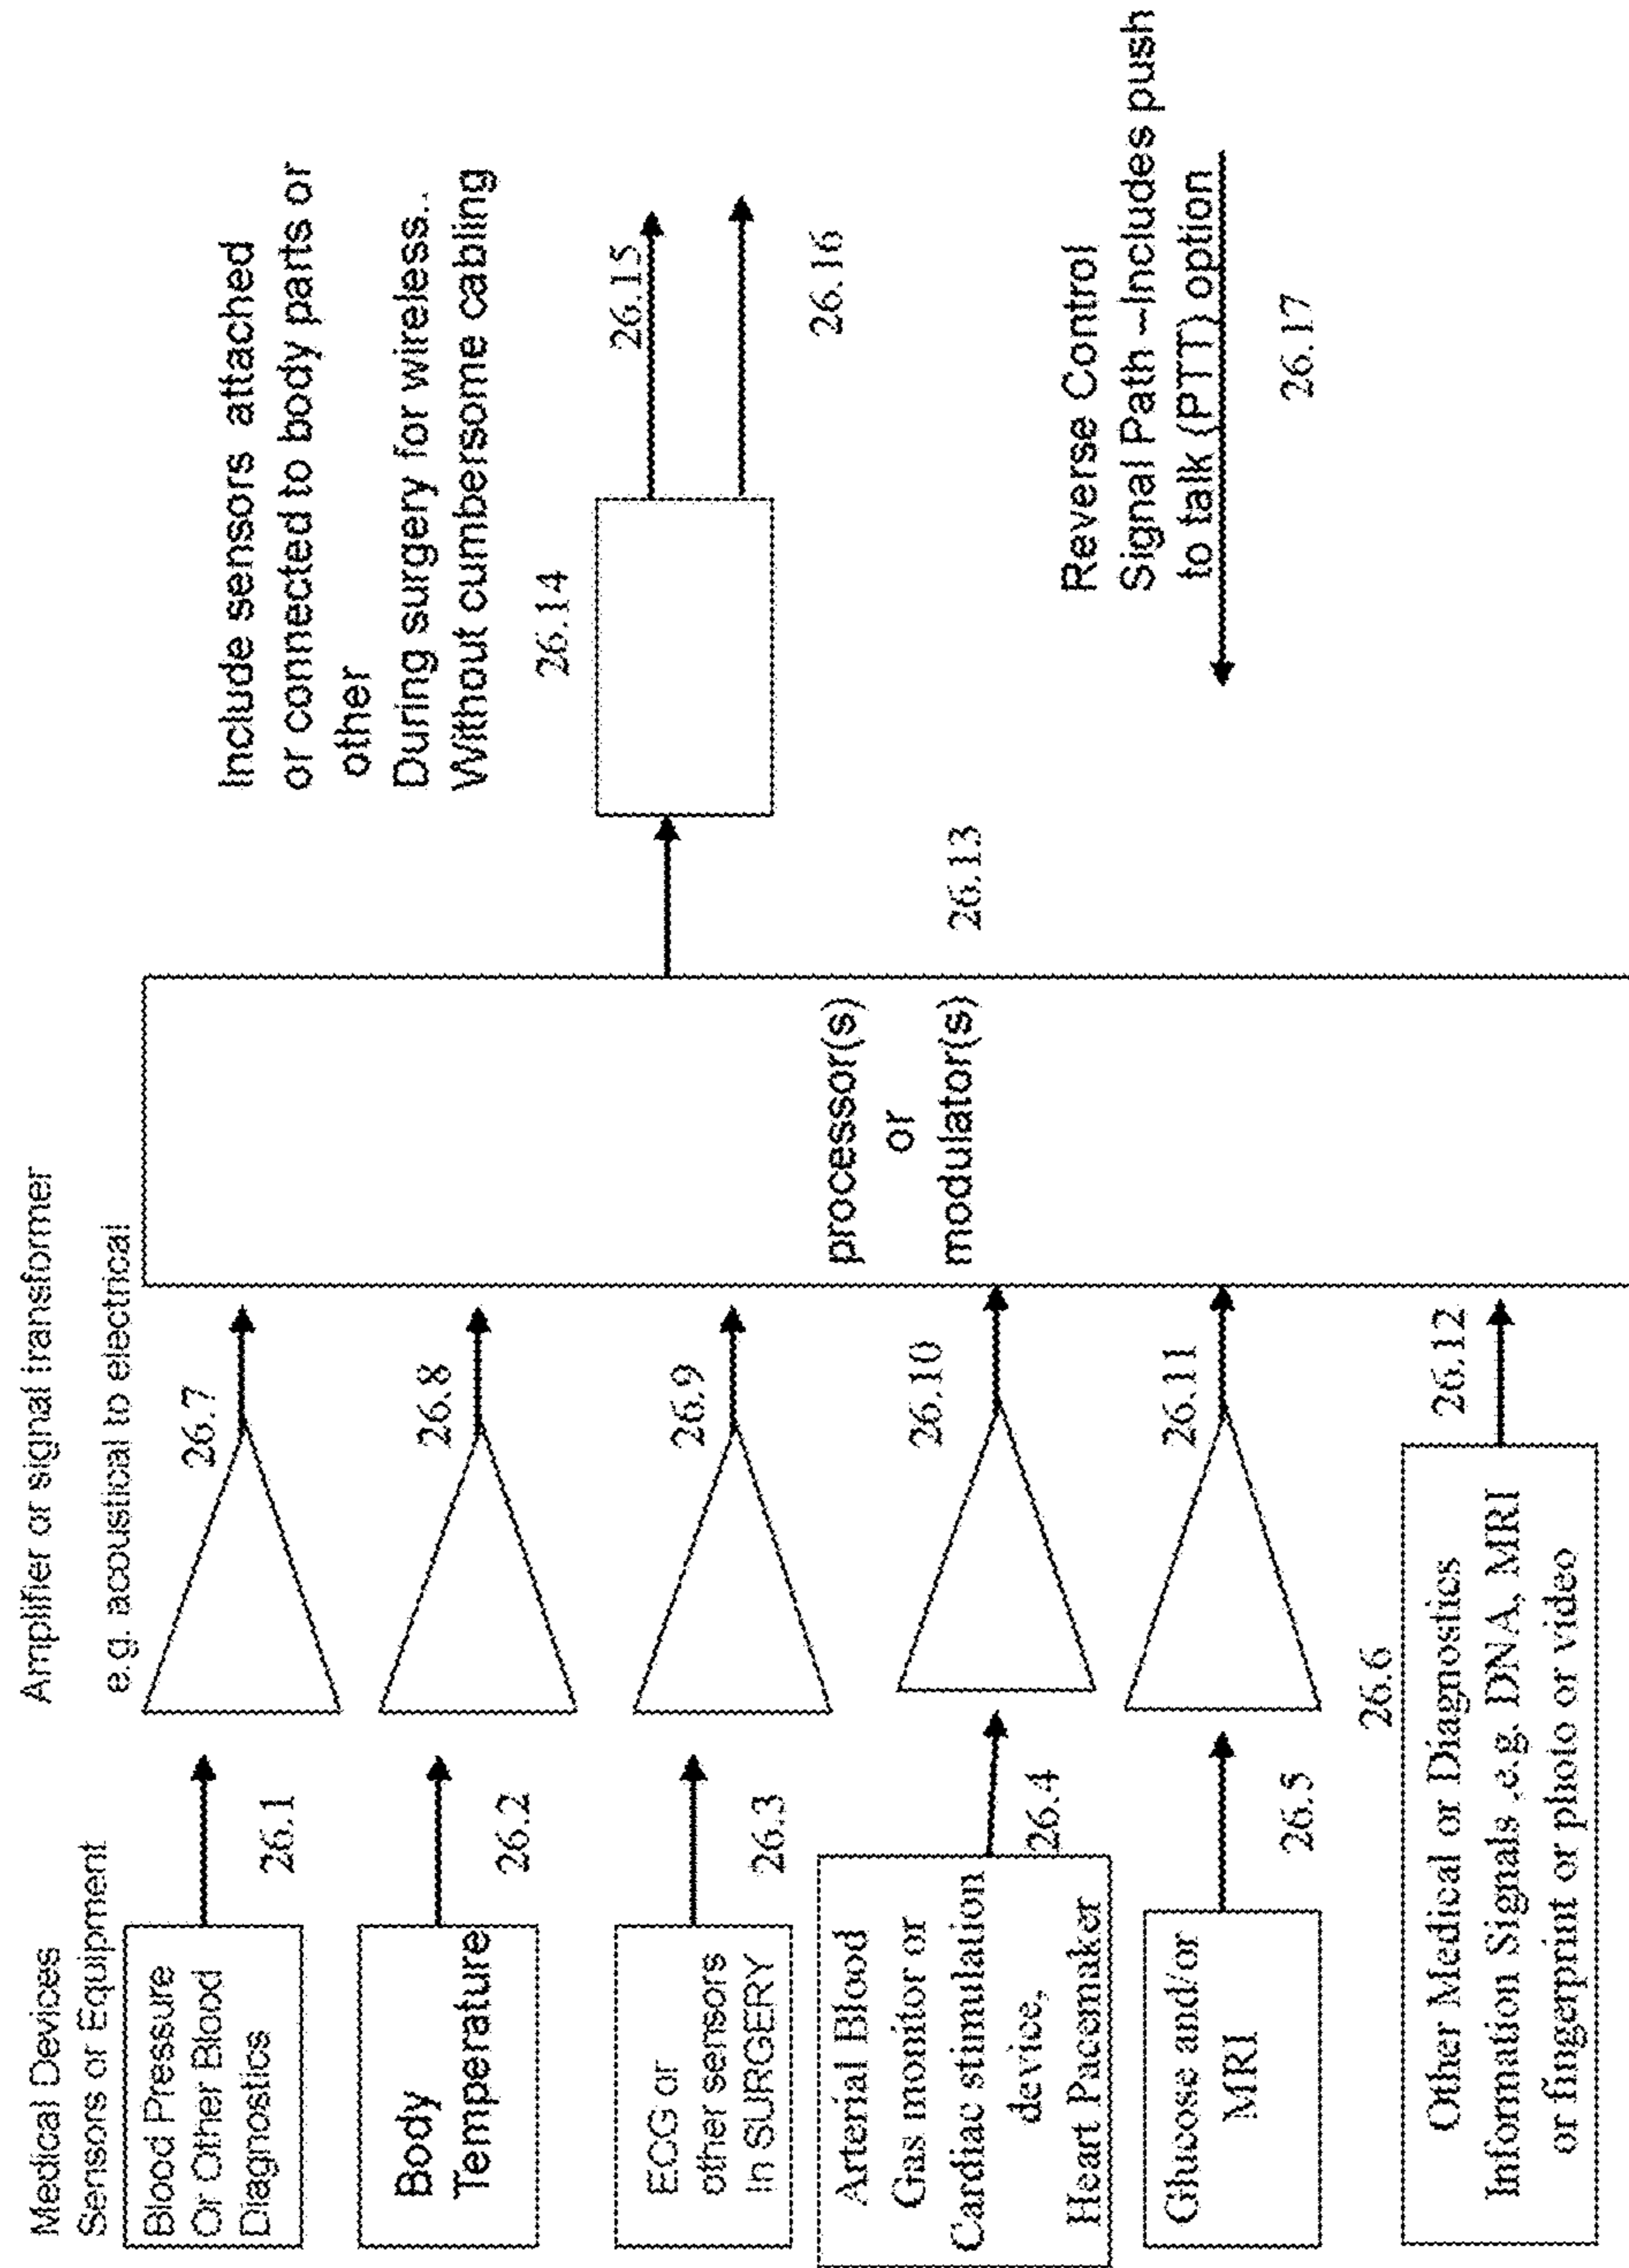 Medical Devices
Sensors or Equipment
Amplifier or signal transformer
e.g. acoustical to electrical
Blood Pressure
Or Other Blood
Diagnostics
26.1
26.7
Body
Temperature
26.2
26.8
ECG or
other sensors
In SURGERY
26.3
26.9
Arterial Blood
Gas monitor or
Cardiac stimulation
device,
Heart Pacemaker
26.4
26.10
Glucose and/or
MRI
26.5
26.11
26.6
Other Medical or Diagnostics
Information Signals ,e.g. DNA, MRI
or fingerprint or photo or video
26.12
processor(s)
or
modulator(s)
26.13
Include sensors attached
or connected to body parts or
other
During surgery for wireless..
Without cumbersome cabling
26.14
26.15
26.16
Reverse Control
Signal Path --Includes push
to talk (PTT) option
26.17